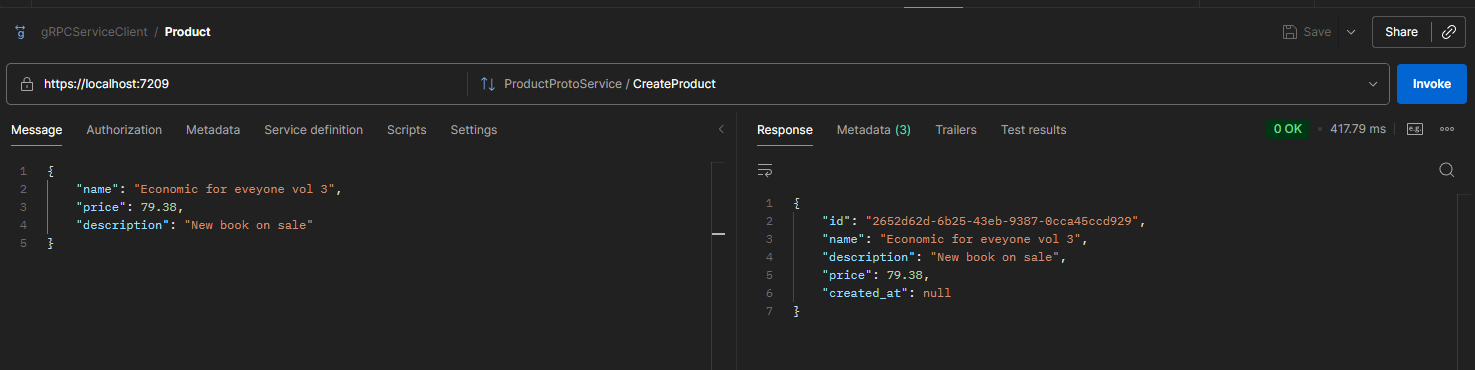 gRPCServiceClient / Product
Save
Share
https://localhost:7209
ProductProtoService / CreateProduct
Invoke
Message Authorization Metadata Service definition Scripts Settings
1 {
2 "name": "Economic for eveyone vol 3",
3 "price": 79.38,
4 "description": "New book on sale"
5 }
Response Metadata (3) Trailers Test results
0 OK • 417.79 ms e.g.
1 {
2 "id": "2652d62d-6b25-43eb-9387-0cca45ccd929",
3 "name": "Economic for eveyone vol 3",
4 "description": "New book on sale",
5 "price": 79.38,
6 "created_at": null
7 }